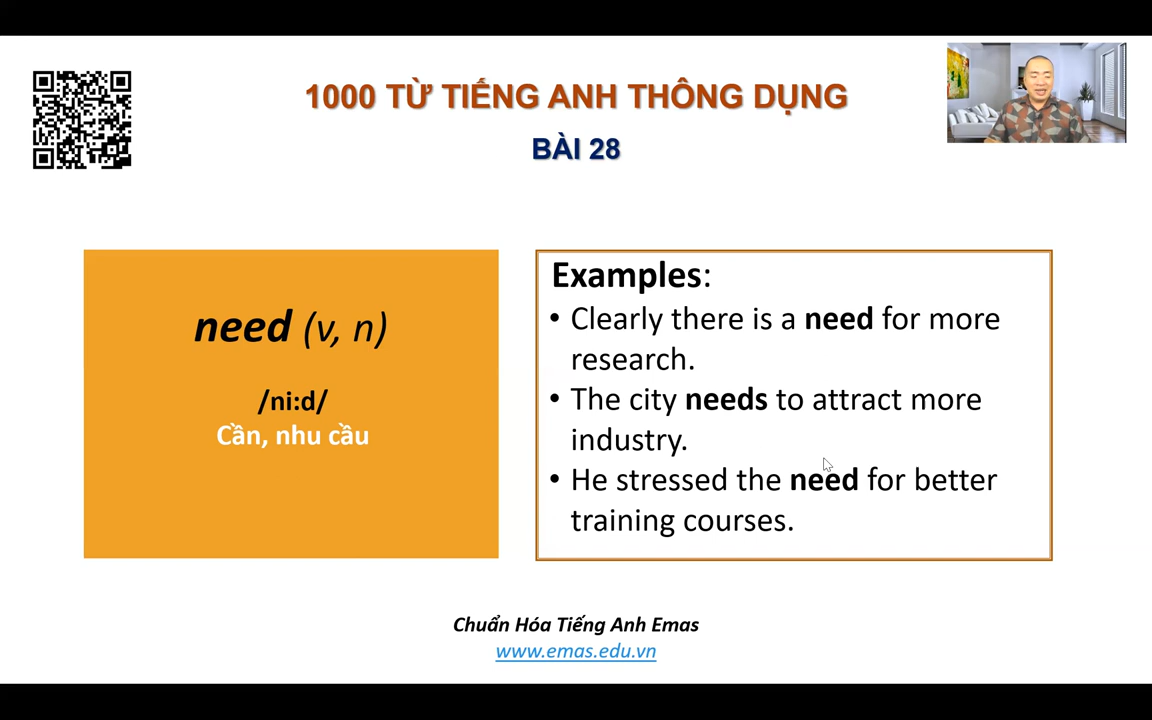 1000 TỪ TIẾNG ANH THÔNG DỤNG
BÀI 28
need (v, n)
/ni:d/
Cần, nhu cầu
Examples:
• Clearly there is a need for more
research.
• The city needs to attract more
industry.
• He stressed the need for better
training courses.
Chuẩn Hóa Tiếng Anh Emas
www.emas.edu.vn